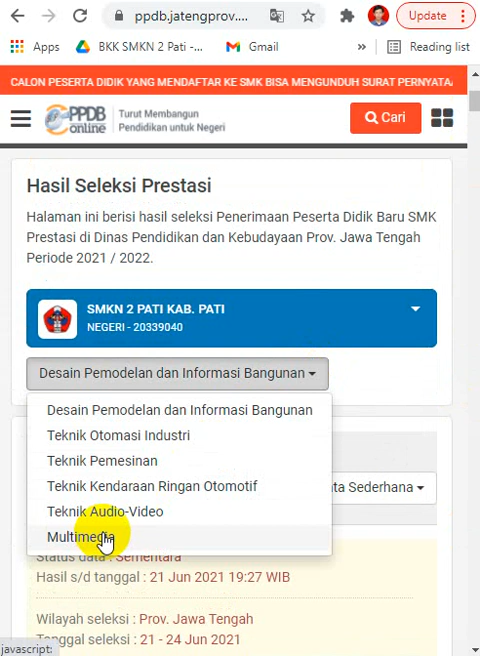 ppdb.jatengprov....
Update
Apps
BKK SMKN 2 Pati -...
Gmail
»
Reading list
CALON PESERTA DIDIK YANG MENDAFTAR KE SMK BISA MENGUNDUH SURAT PERNYATA
PPDB online
Turut Membangun
Pendidikan untuk Negeri
Cari
Hasil Seleksi Prestasi
Halaman ini berisi hasil seleksi Penerimaan Peserta Didik Baru SMK
Prestasi di Dinas Pendidikan dan Kebudayaan Prov. Jawa Tengah
Periode 2021 / 2022.
SMKN 2 PATI KAB. PATI
NEGERI - 20339040
Desain Pemodelan dan Informasi Bangunan
Desain Pemodelan dan Informasi Bangunan
Teknik Otomasi Industri
Teknik Pemesinan
Teknik Kendaraan Ringan Otomotif
ta Sederhana
Teknik Audio-Video
Multimedia
Status data : Sementara
Hasil s/d tanggal : 21 Jun 2021 19:27 WIB
Wilayah seleksi : Prov. Jawa Tengah
Tanggal seleksi : 21 - 24 Jun 2021
javascript: